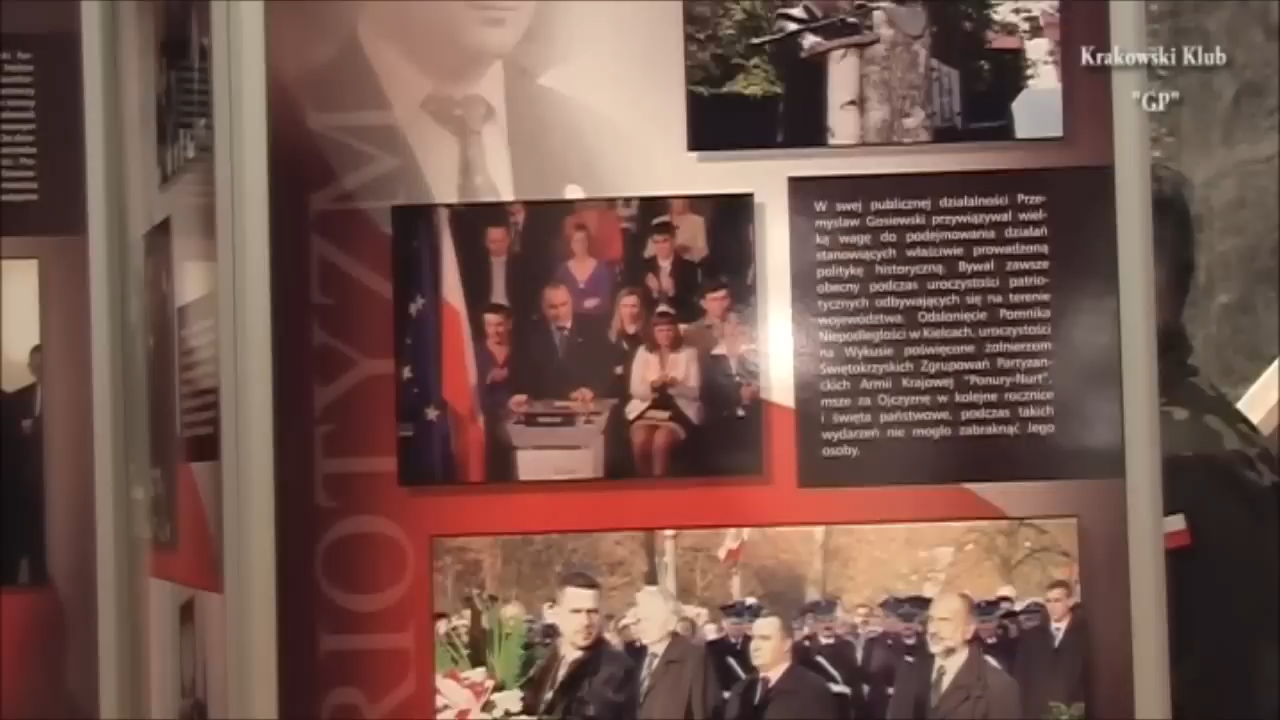 Krakowski Klub
"GP"
W swej publicznej działalności Prze-
mysław Gosiewski przywiązywał wiel-
ką wagę do podejmowania działań
stanowiących właściwie prowadzoną
politykę historyczną. Bywał zawsze
obecny podczas uroczystości patrio-
tycznych odbywających się na terenie
województwa. Odsłonięcie Pomnika
Niepodległości w Kielcach, uroczystości
na Wykusie poświęcone żołnierzom
Świętokrzyskich Zgrupowań Partyzan-
ckich Armii Krajowej "Ponury-Nurt",
msze za Ojczyznę w kolejne rocznice
i święta państwowe, podczas takich
wydarzeń nie mogło zabraknąć Jego
osoby.
RIOTYZM